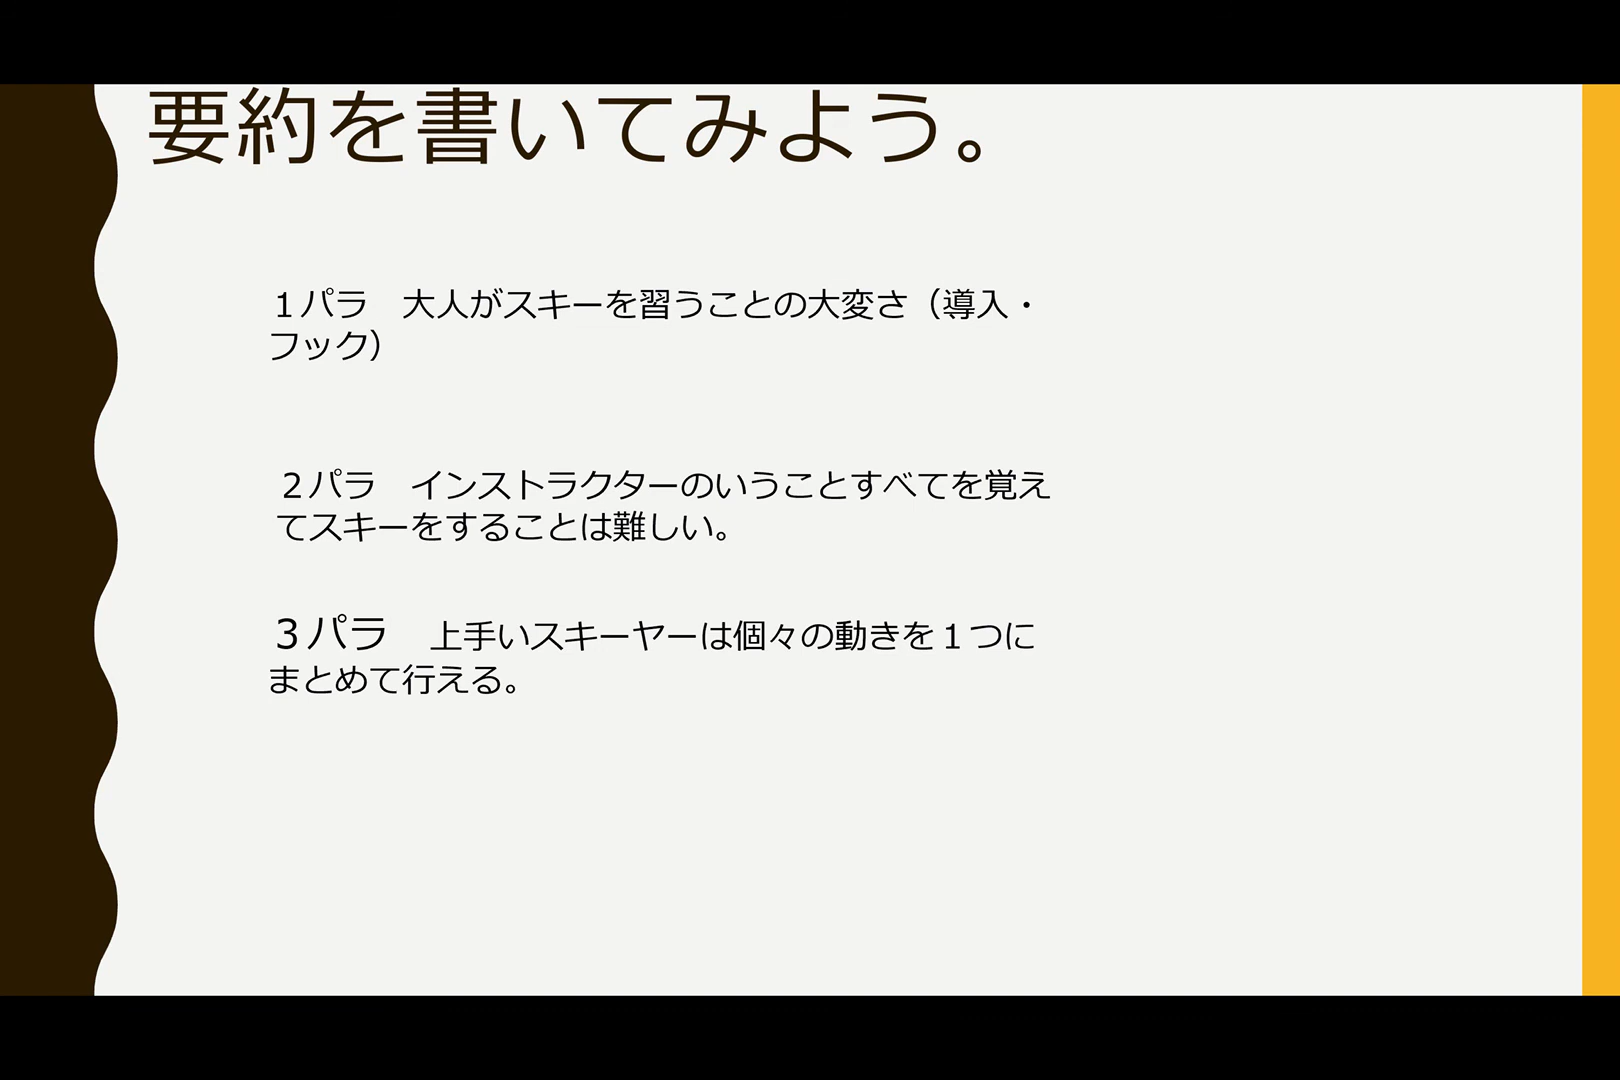 要約を書いてみよう。
１パラ　大人がスキーを習うことの大変さ（導入・
フック）
２パラ　インストラクターのいうことすべてを覚え
てスキーをすることは難しい。
３パラ　上手いスキーヤーは個々の動きを１つに
まとめて行える。